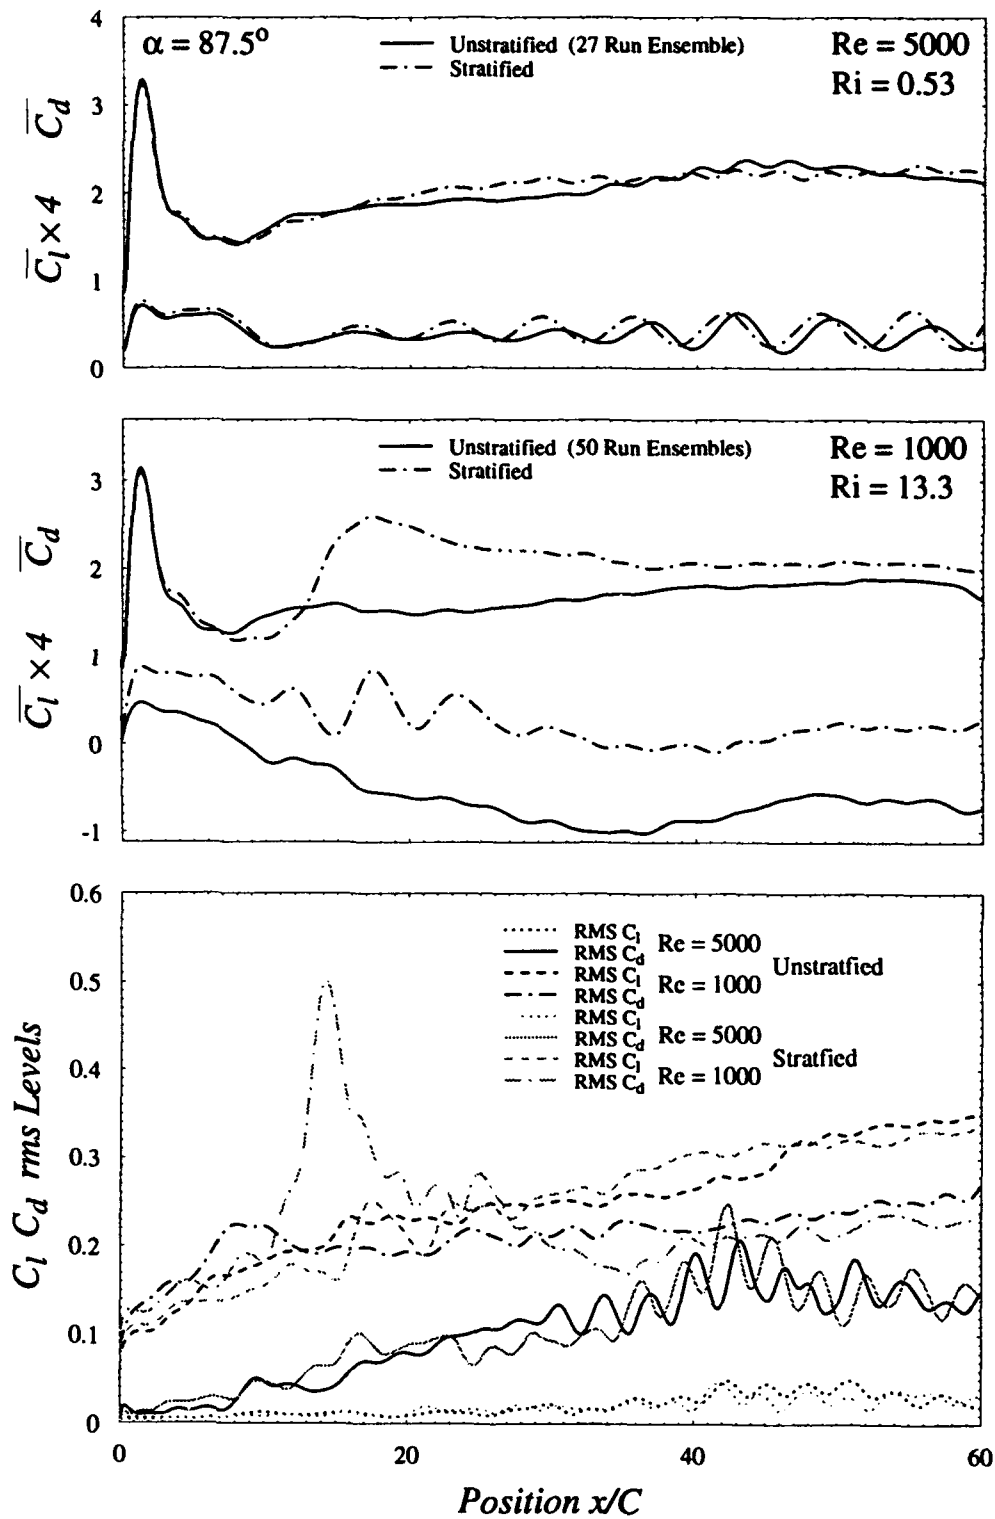 α = 87.5º
Unstratified (27 Run Ensemble)
Stratified
Re = 5000
Ri = 0.53
4
3
2
1
0
C̅l × 4 C̅d
Unstratified (50 Run Ensembles)
Stratified
Re = 1000
Ri = 13.3
3
2
1
0
-1
C̅l × 4 C̅d
RMS Cl
RMS Cd
Re = 5000
RMS Cl
RMS Cd
Re = 1000
Unstratfied
RMS Cl
RMS Cd
Re = 5000
RMS Cl
RMS Cd
Re = 1000
Stratfied
0.6
0.5
0.4
0.3
0.2
0.1
0
Cl Cd rms Levels
0 20 40 60
Position x/C